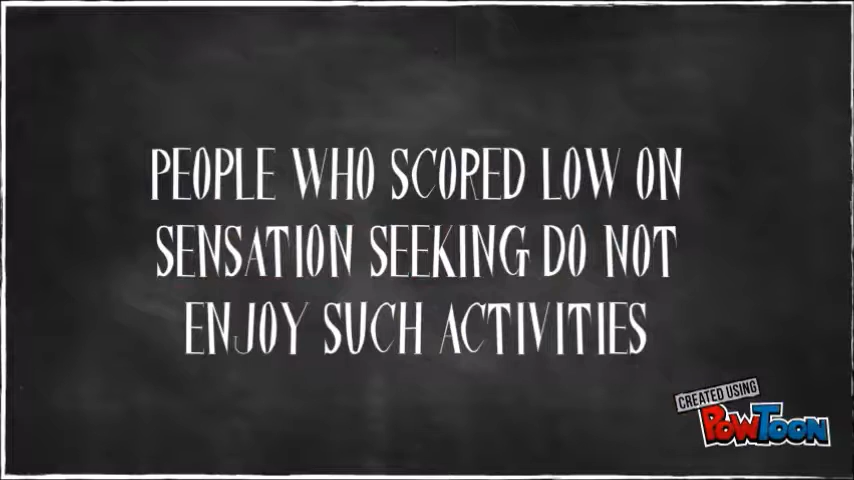 PEOPLE WHO SCORED LOW ON
SENSATION SEEKING DO NOT
ENJOY SUCH ACTIVITIES
CREATED USING
POWTOON